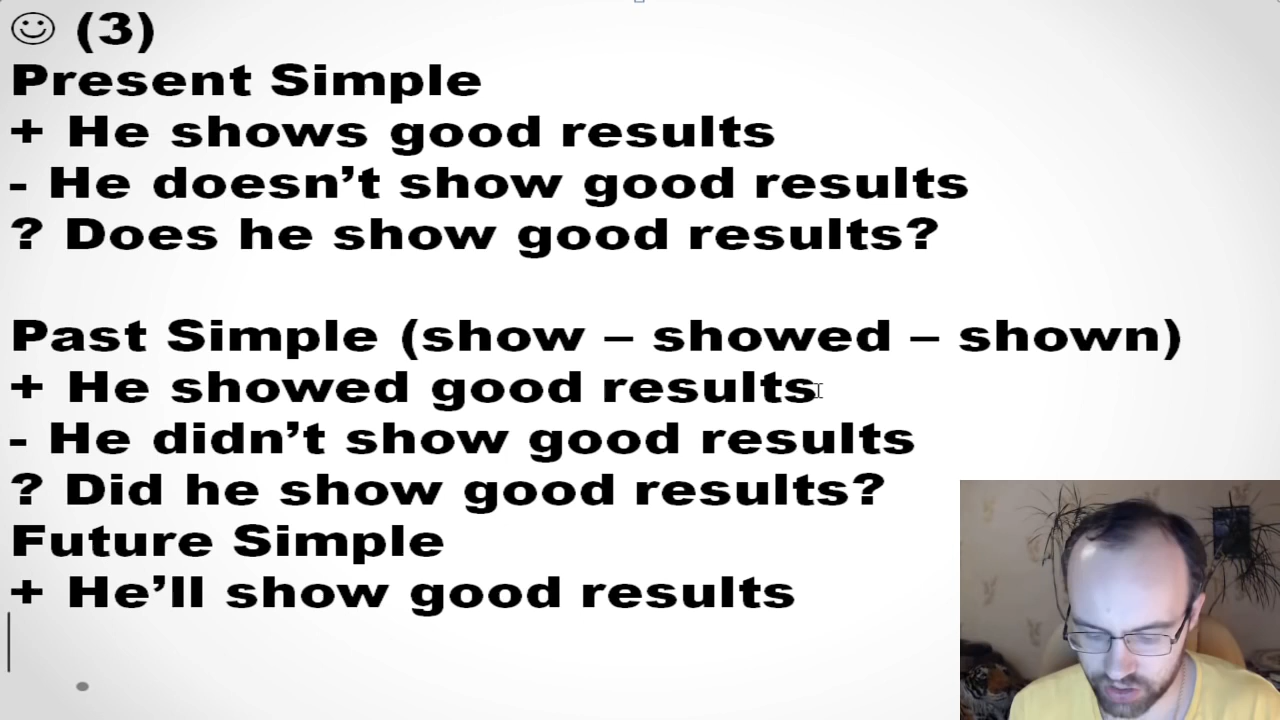 ☺ (3)
Present Simple
+ He shows good results
- He doesn’t show good results
? Does he show good results?
Past Simple (show – showed – shown)
+ He showed good results
- He didn’t show good results
? Did he show good results?
Future Simple
+ He’ll show good results